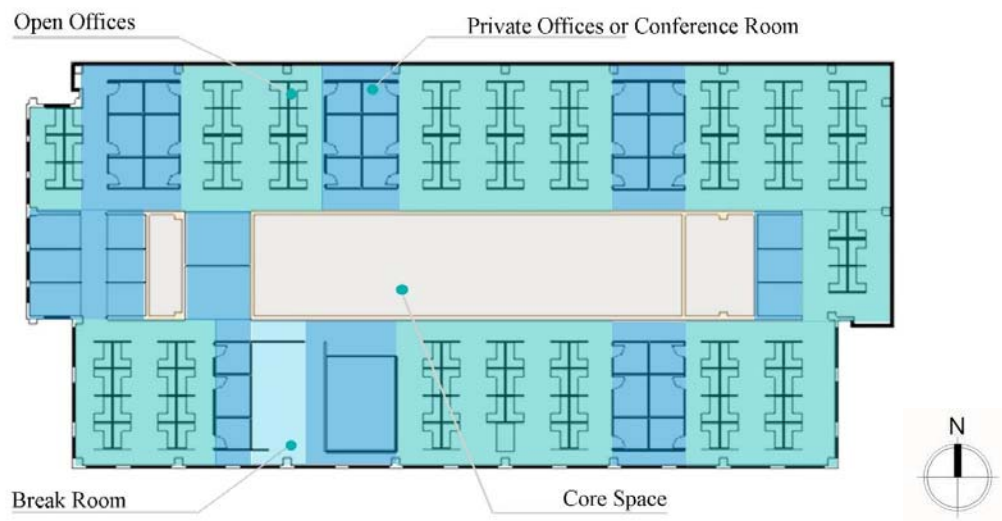 Open Offices
Private Offices or Conference Room
N
Break Room
Core Space